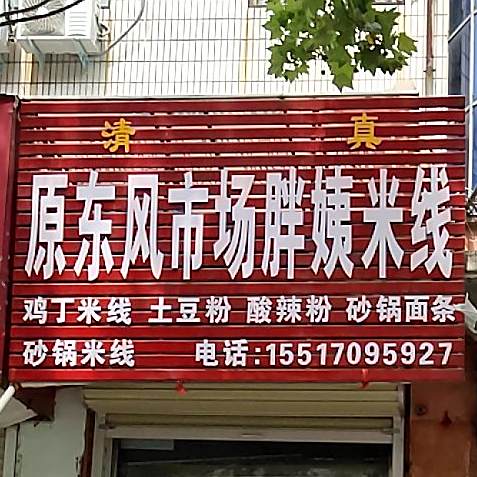 清真
原东风市场胖姨米线
鸡丁米线 土豆粉 酸辣粉 砂锅面条
砂锅米线 电话:15517095927